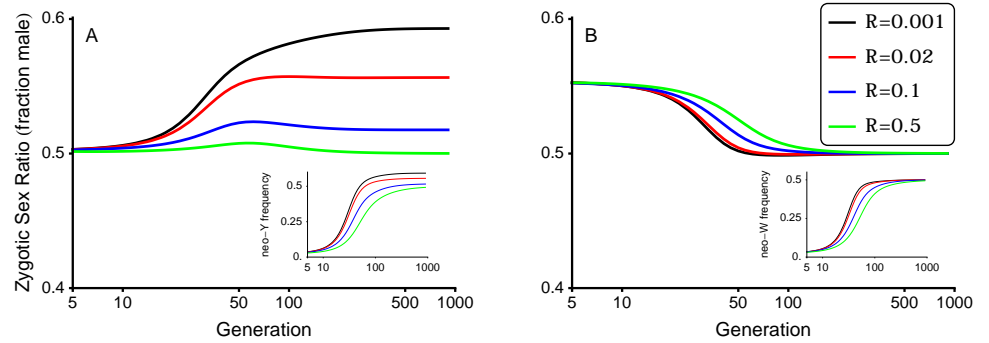 Zygotic Sex Ratio (fraction male)
A
0.6
0.5
0.4
5 10 50 100 500 1000
Generation
neo-Y frequency
0.5
0.25
0.
5 10 100 1000
B
0.6
0.5
0.4
5 10 50 100 500 1000
Generation
neo-W frequency
0.5
0.25
0.
5 10 100 1000
R=0.001
R=0.02
R=0.1
R=0.5